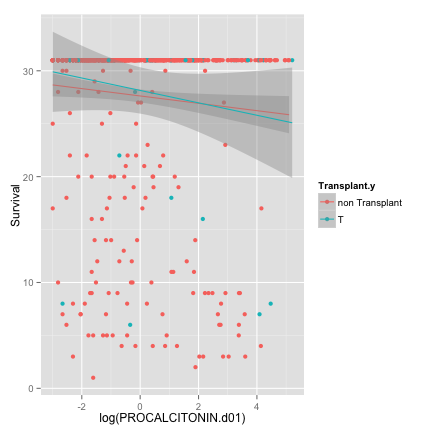 30
20
10
0
Survival
-2
0
2
4
log(PROCALCITONIN.d01)
Transplant.y
non Transplant
T